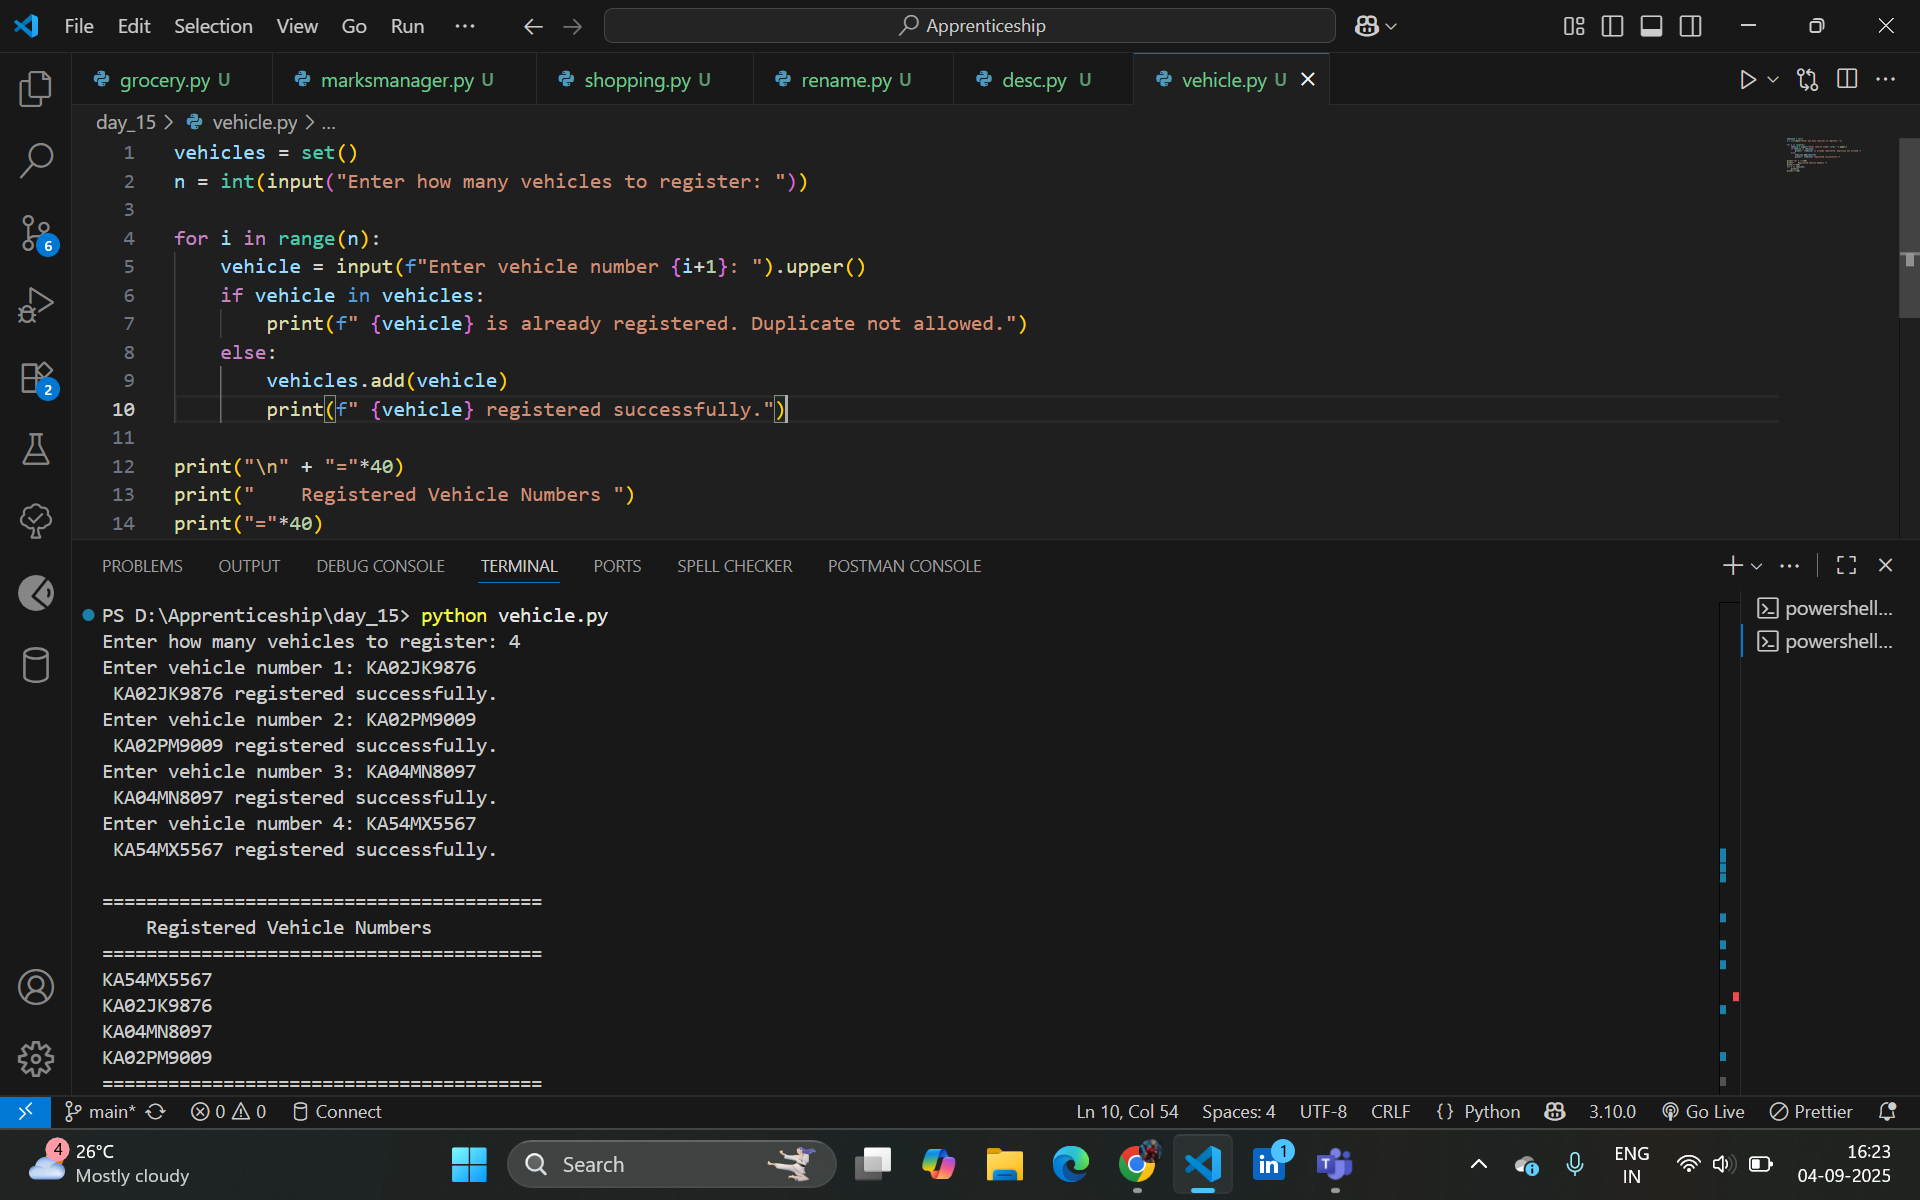 File Edit Selection View Go Run ··· Apprenticeship
grocery.py U marksmanager.py U shopping.py U rename.py U desc.py U vehicle.py U
day_15 > vehicle.py > ...
1 vehicles = set()
2 n = int(input("Enter how many vehicles to register: "))
3
4 for i in range(n):
5     vehicle = input(f"Enter vehicle number {i+1}: ").upper()
6     if vehicle in vehicles:
7         print(f" {vehicle} is already registered. Duplicate not allowed.")
8     else:
9         vehicles.add(vehicle)
10         print(f" {vehicle} registered successfully.")
11
12 print("\n" + "="*40)
13 print("    Registered Vehicle Numbers ")
14 print("="*40)
6
2
PROBLEMS OUTPUT DEBUG CONSOLE TERMINAL PORTS SPELL CHECKER POSTMAN CONSOLE
PS D:\Apprenticeship\day_15> python vehicle.py
Enter how many vehicles to register: 4
Enter vehicle number 1: KA02JK9876
 KA02JK9876 registered successfully.
Enter vehicle number 2: KA02PM9009
 KA02PM9009 registered successfully.
Enter vehicle number 3: KA04MN8097
 KA04MN8097 registered successfully.
Enter vehicle number 4: KA54MX5567
 KA54MX5567 registered successfully.
========================================
    Registered Vehicle Numbers
========================================
KA54MX5567
KA02JK9876
KA04MN8097
KA02PM9009
========================================
powershell...
powershell...
main* 0 0 Connect Ln 10, Col 54 Spaces: 4 UTF-8 CRLF {} Python 3.10.0 Go Live Prettier
4 26°C
Mostly cloudy
Search
1
ENG
IN
16:23
04-09-2025